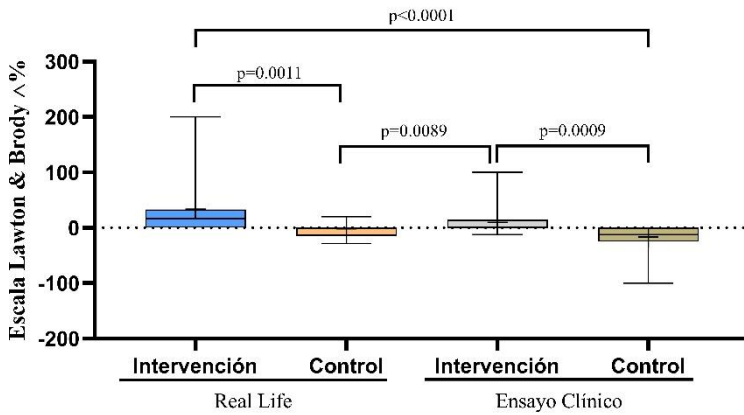 p<0.0001
p=0.0011
p=0.0089
p=0.0009
Escala Lawton & Brody ^%
300
200
100
0
-100
-200
Intervención Control Intervención Control
Real Life Ensayo Clínico